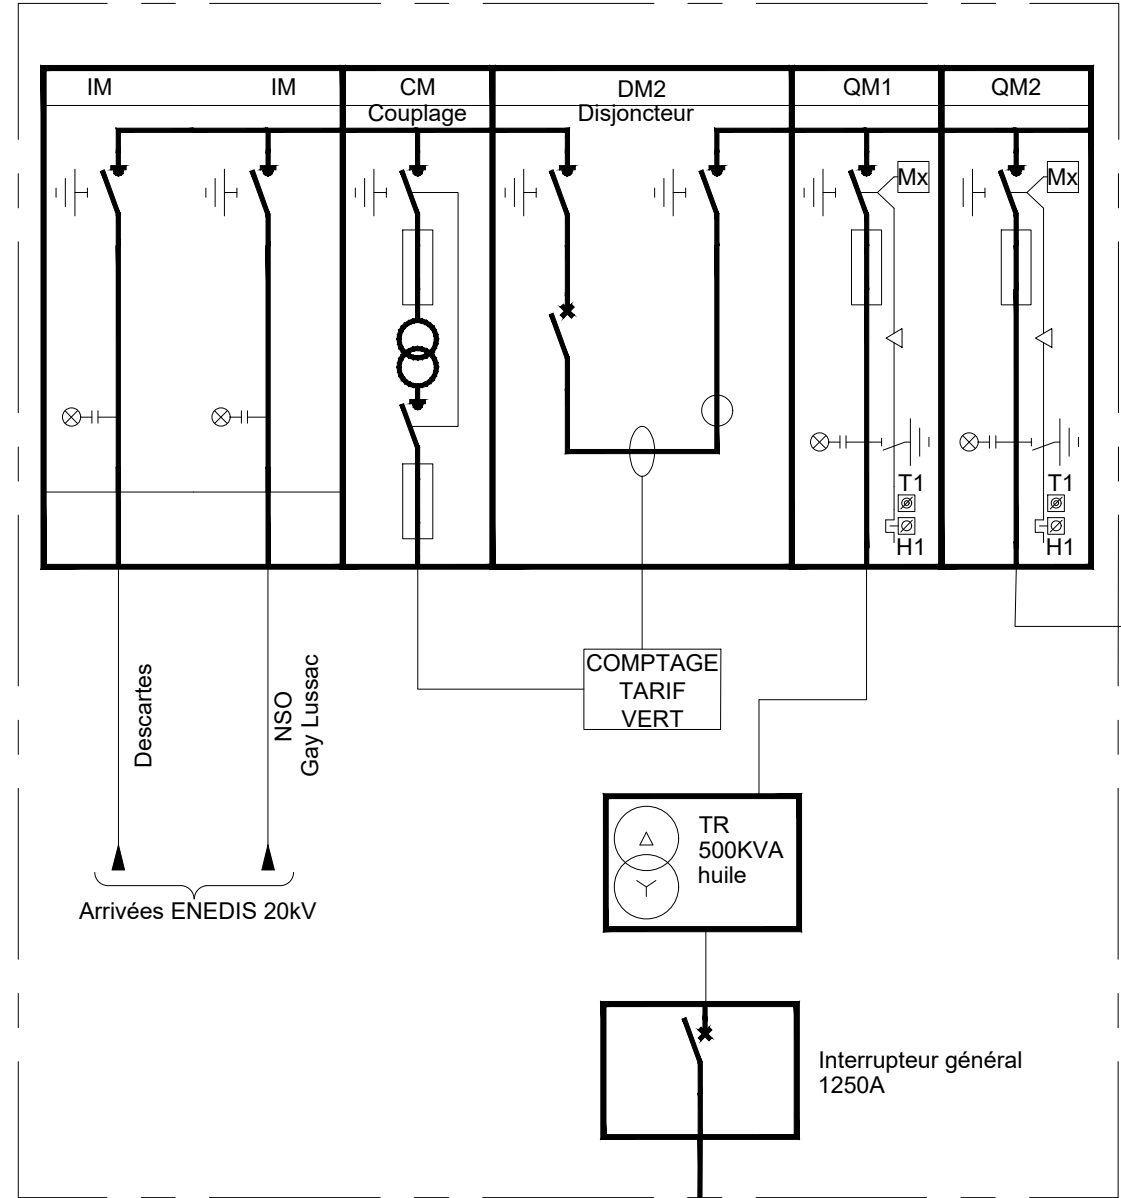 IM
IM
CM
Couplage
DM2
Disjoncteur
QM1
QM2
Mx
Mx
T1
H1
T1
H1
COMPTAGE
TARIF
VERT
Descartes
NSO
Gay Lussac
Arrivées ENEDIS 20kV
TR
500KVA
huile
Interrupteur général
1250A